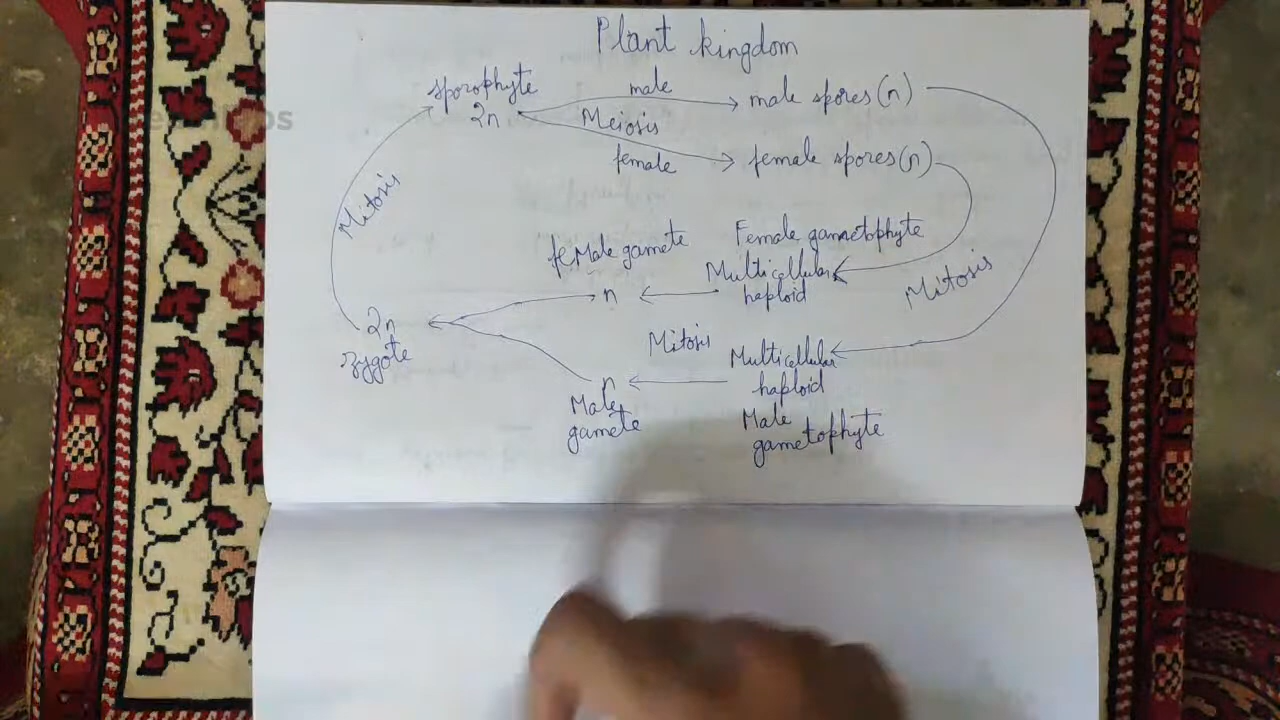 Plant kingdom
sporophyte
2n
male
Meiosis
female
male spores (n)
female spores (n)
Mitosis
Female gametophyte
Multicellular
haploid
Mitosis
feMale gamete
n
2n
zygote
Mitosis
Multicellular
haploid
Male
gametophyte
n
Male
gamete